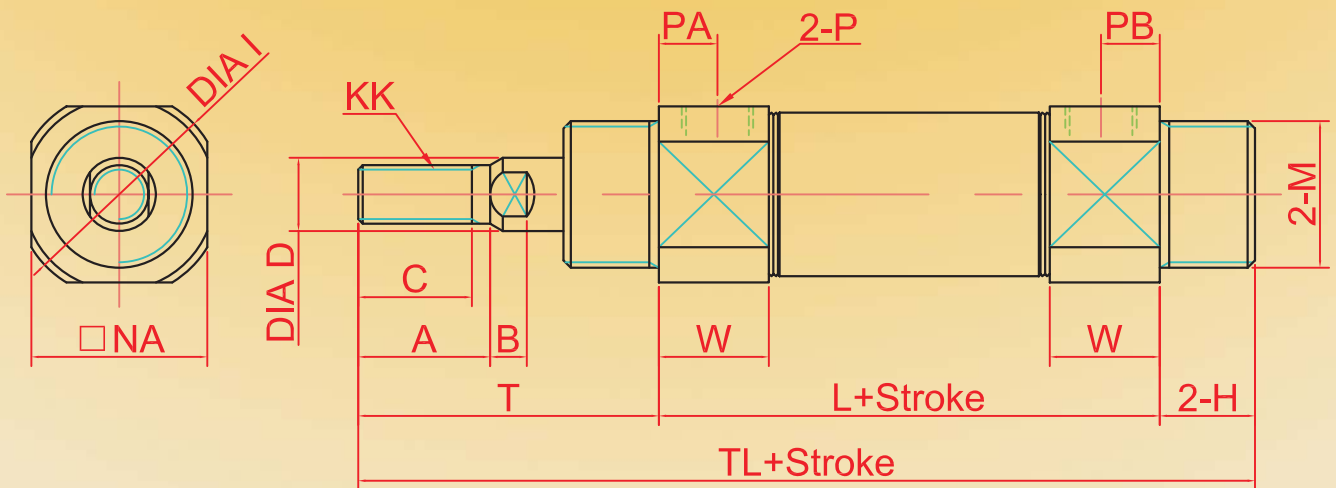 PA
2-P
PB
DIA I
KK
2-M
DIA D
C
□ NA
A
B
W
W
T
L+Stroke
2-H
TL+Stroke